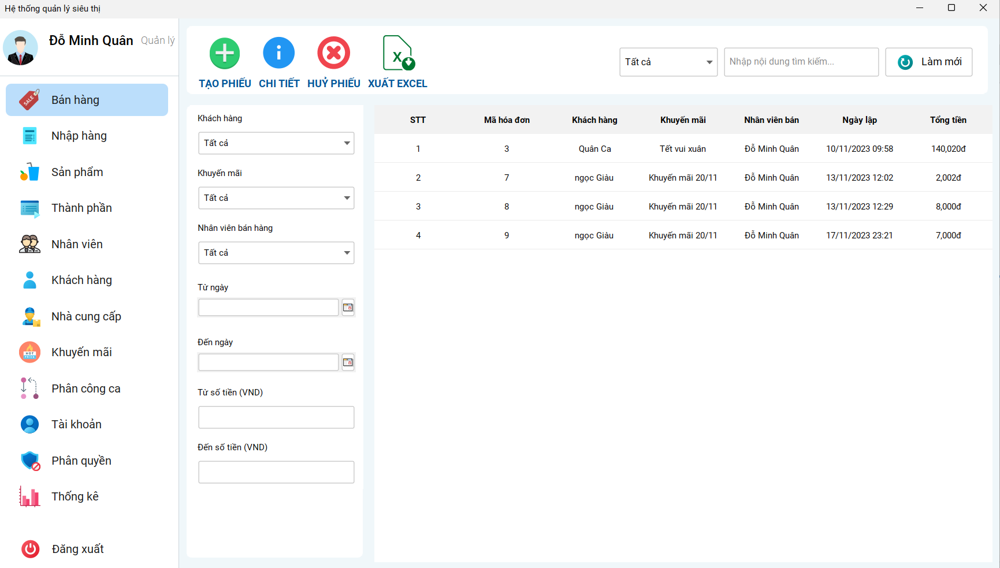 Hệ thống quản lý siêu thị
Đỗ Minh Quân Quản lý
Bán hàng
Nhập hàng
Sản phẩm
Thành phần
Nhân viên
Khách hàng
Nhà cung cấp
Khuyến mãi
Phân công ca
Tài khoản
Phân quyền
Thống kê
Đăng xuất
SALE
HOT
PRICE
TẠO PHIẾU CHI TIẾT HUỶ PHIẾU XUẤT EXCEL
Tất cả Nhập nội dung tìm kiếm... Làm mới
Khách hàng
Tất cả
Khuyến mãi
Tất cả
Nhân viên bán hàng
Tất cả
Từ ngày
Đến ngày
Từ số tiền (VND)
Đến số tiền (VND)
STT Mã hóa đơn Khách hàng Khuyến mãi Nhân viên bán Ngày lập Tổng tiền
1 3 Quân Ca Tết vui xuân Đỗ Minh Quân 10/11/2023 09:58 140,020đ
2 7 ngọc Giàu Khuyến mãi 20/11 Đỗ Minh Quân 13/11/2023 12:02 2,002đ
3 8 ngọc Giàu Khuyến mãi 20/11 Đỗ Minh Quân 13/11/2023 12:29 8,000đ
4 9 ngọc Giàu Khuyến mãi 20/11 Đỗ Minh Quân 17/11/2023 23:21 7,000đ